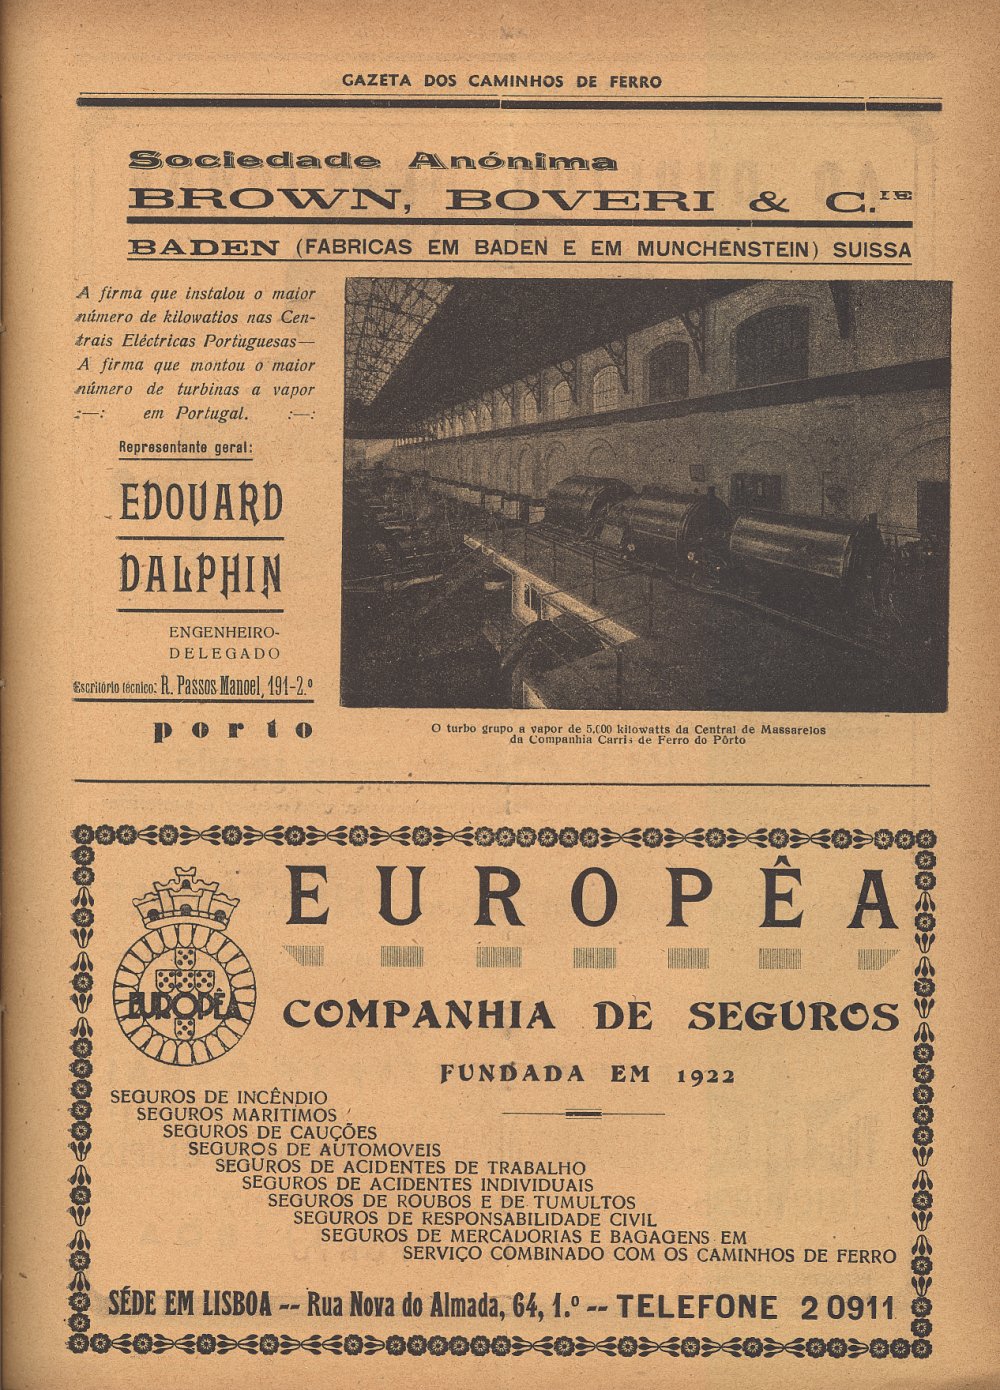 GAZETA DOS CAMINHOS DE FERRO
Sociedade Anónima
BROWN, BOVERI & C.IE
BADEN (FABRICAS EM BADEN E EM MUNCHENSTEIN) SUISSA
A firma que instalou o maior
número de kilowatios nas Cen-
trais Eléctricas Portuguesas—
A firma que montou o maior
número de turbinas a vapor
:—: em Portugal. :—:
Representante geral:
EDOUARD
DALPHIN
ENGENHEIRO-
DELEGADO
Escritório técnico: R. Passos Manoel, 191-2.º
porto
O turbo grupo a vapor de 5.000 kilowatts da Central de Massarelos
da Companhia Carris de Ferro do Pôrto
EUROPÊA
EUROPÊA
COMPANHIA DE SEGUROS
FUNDADA EM 1922
SEGUROS DE INCÊNDIO
SEGUROS MARITIMOS
SEGUROS DE CAUÇÕES
SEGUROS DE AUTOMOVEIS
SEGUROS DE ACIDENTES DE TRABALHO
SEGUROS DE ACIDENTES INDIVIDUAIS
SEGUROS DE ROUBOS E DE TUMULTOS
SEGUROS DE RESPONSABILIDADE CIVIL
SEGUROS DE MERCADORIAS E BAGAGENS EM
SERVIÇO COMBINADO COM OS CAMINHOS DE FERRO
SÉDE EM LISBOA -- Rua Nova do Almada, 64, 1.º -- TELEFONE 2 0911